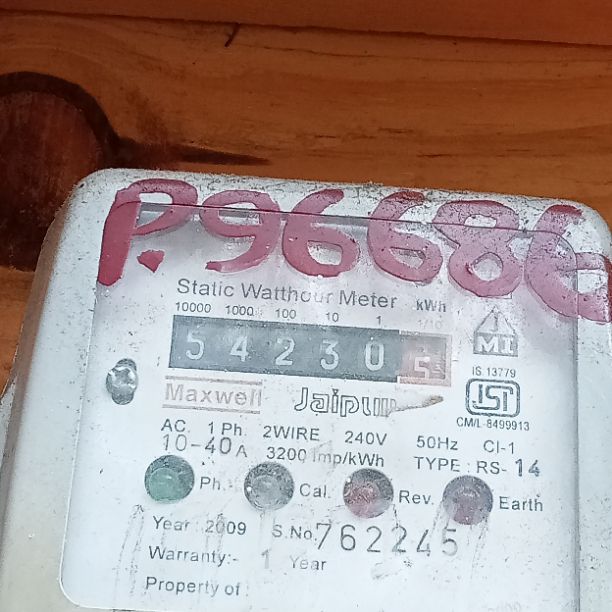 P.96686
Static Watthour Meter kWh
10000 1000 100 10 1 1/10
5 4 2 3 0 5
MI
IS 13779
ISI
CM/L-8499913
Maxwell Jaipur
AC. 1 Ph. 2WIRE 240V 50Hz Cl-1
10-40A 3200 Imp/kWh TYPE : RS- 14
Ph. Cal. Rev. Earth
Year : 2009 S.No. 762245
Warranty:- 1 Year
Property of :